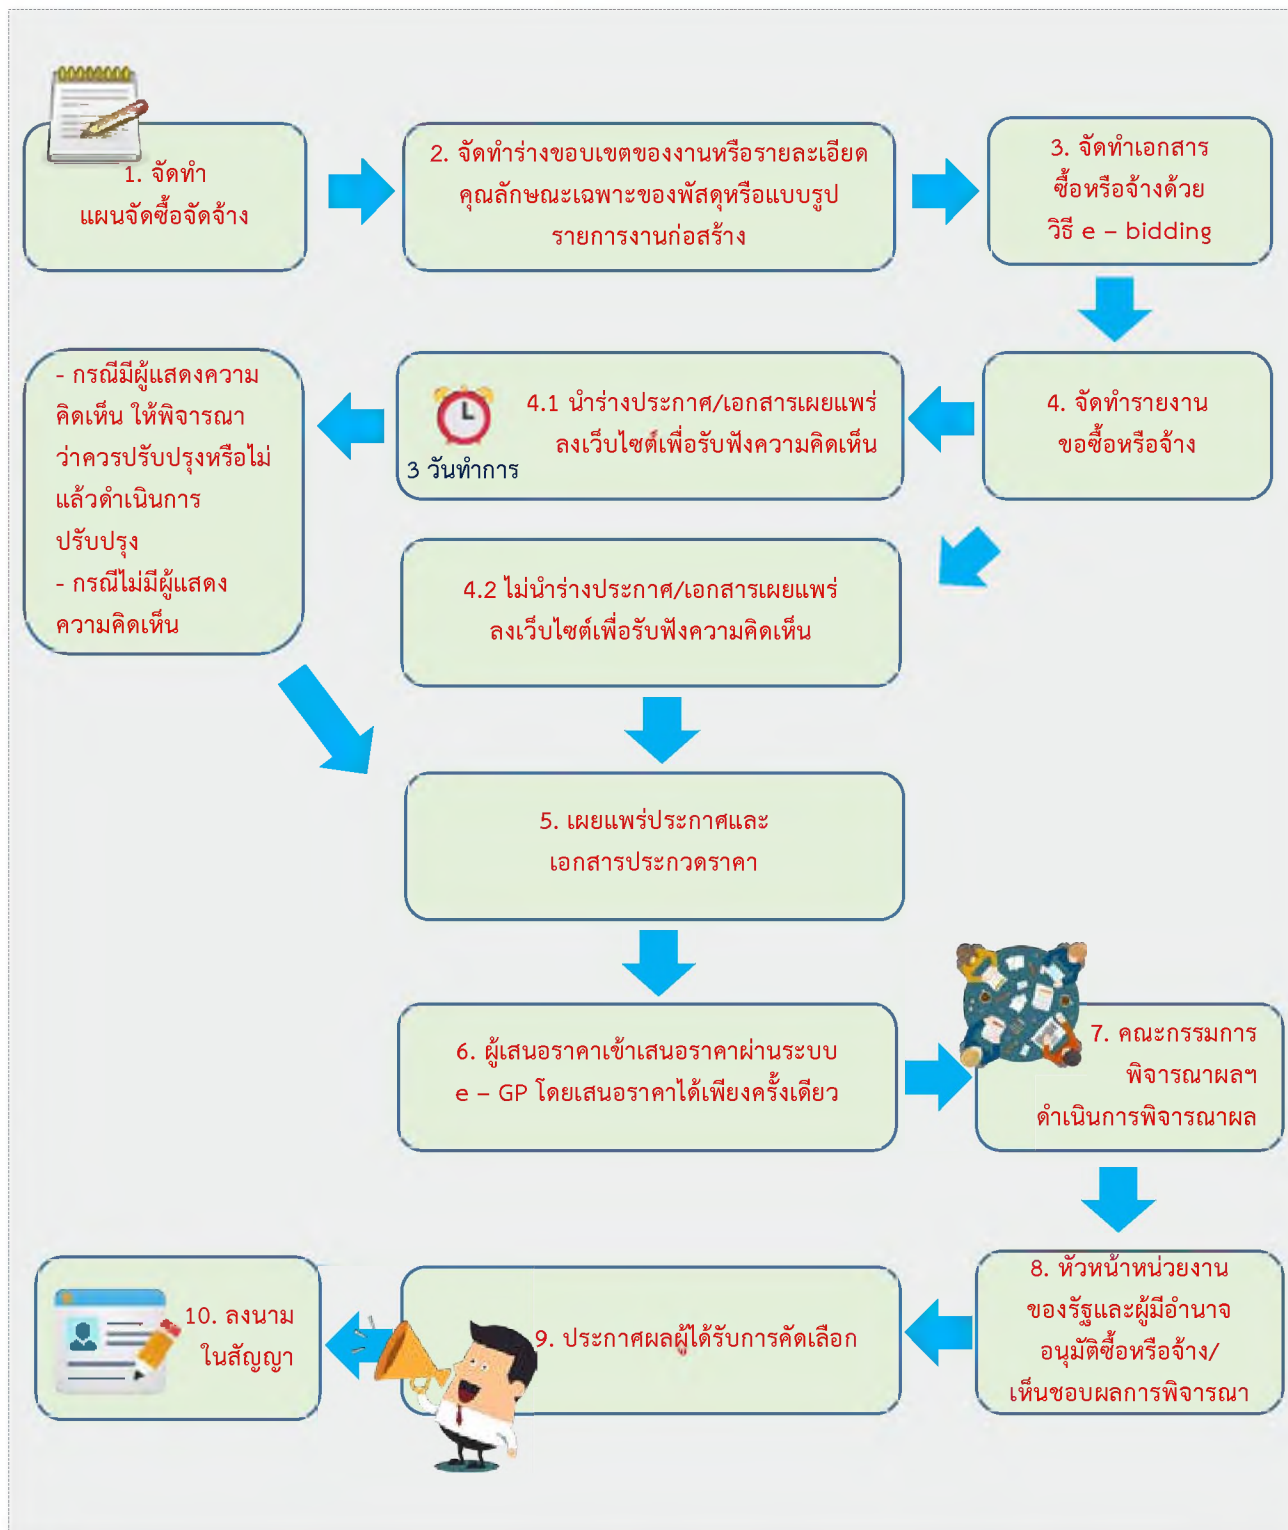 1. จัดทำ
แผนจัดซื้อจัดจ้าง
2. จัดทำร่างขอบเขตของงานหรือรายละเอียด
คุณลักษณะเฉพาะของพัสดุหรือแบบรูป
รายการงานก่อสร้าง
3. จัดทำเอกสาร
ซื้อหรือจ้างด้วย
วิธี e – bidding
4. จัดทำรายงาน
ขอซื้อหรือจ้าง
4.1 นำร่างประกาศ/เอกสารเผยแพร่
ลงเว็บไซต์เพื่อรับฟังความคิดเห็น
3 วันทำการ
- กรณีมีผู้แสดงความ
คิดเห็น ให้พิจารณา
ว่าควรปรับปรุงหรือไม่
แล้วดำเนินการ
ปรับปรุง
- กรณีไม่มีผู้แสดง
ความคิดเห็น
4.2 ไม่นำร่างประกาศ/เอกสารเผยแพร่
ลงเว็บไซต์เพื่อรับฟังความคิดเห็น
5. เผยแพร่ประกาศและ
เอกสารประกวดราคา
6. ผู้เสนอราคาเข้าเสนอราคาผ่านระบบ
e – GP โดยเสนอราคาได้เพียงครั้งเดียว
7. คณะกรรมการ
พิจารณาผลฯ
ดำเนินการพิจารณาผล
8. หัวหน้าหน่วยงาน
ของรัฐและผู้มีอำนาจ
อนุมัติซื้อหรือจ้าง/
เห็นชอบผลการพิจารณา
9. ประกาศผลผู้ได้รับการคัดเลือก
10. ลงนาม
ในสัญญา